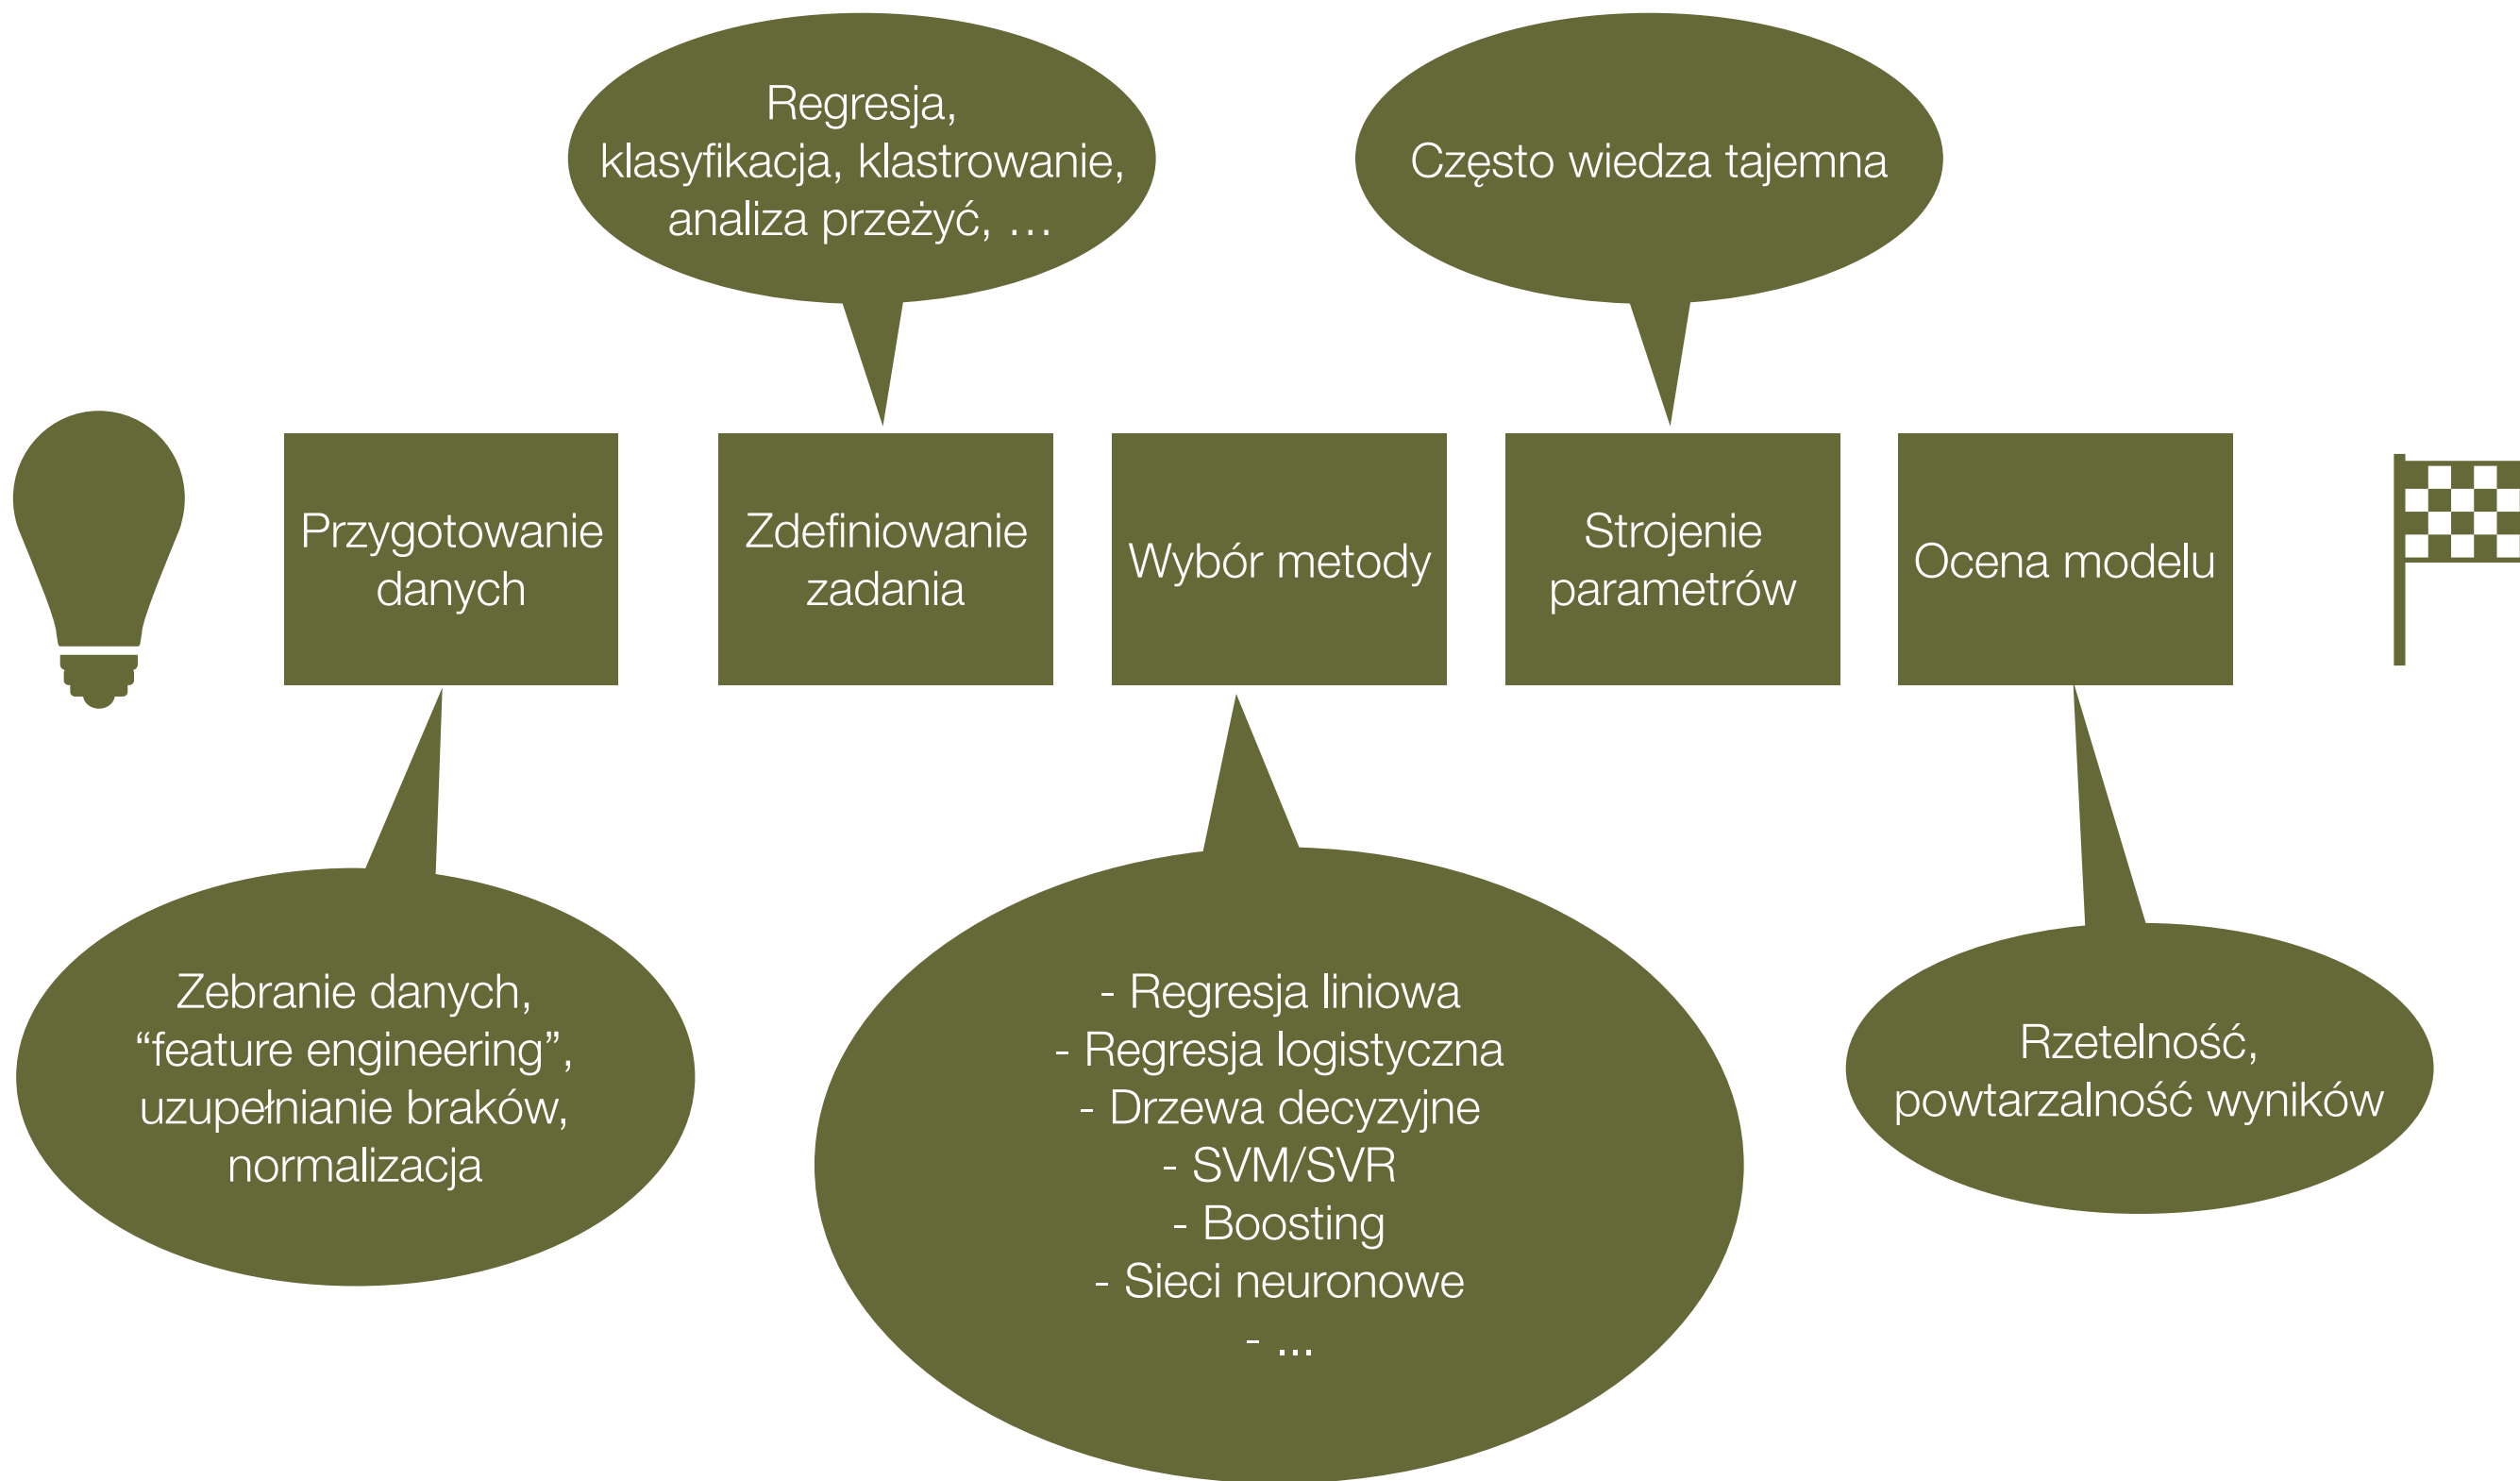 Regresja,
klasyfikacja, klastrowanie,
analiza przeżyć, …
Często wiedza tajemna
Przygotowanie
danych
Zdefiniowanie
zadania
Wybór metody
Strojenie
parametrów
Ocena modelu
Zebranie danych,
“feature engineering”,
uzupełnianie braków,
normalizacja
- Regresja liniowa
- Regresja logistyczna
- Drzewa decyzyjne
- SVM/SVR
- Boosting
- Sieci neuronowe
- ...
Rzetelność,
powtarzalność wyników